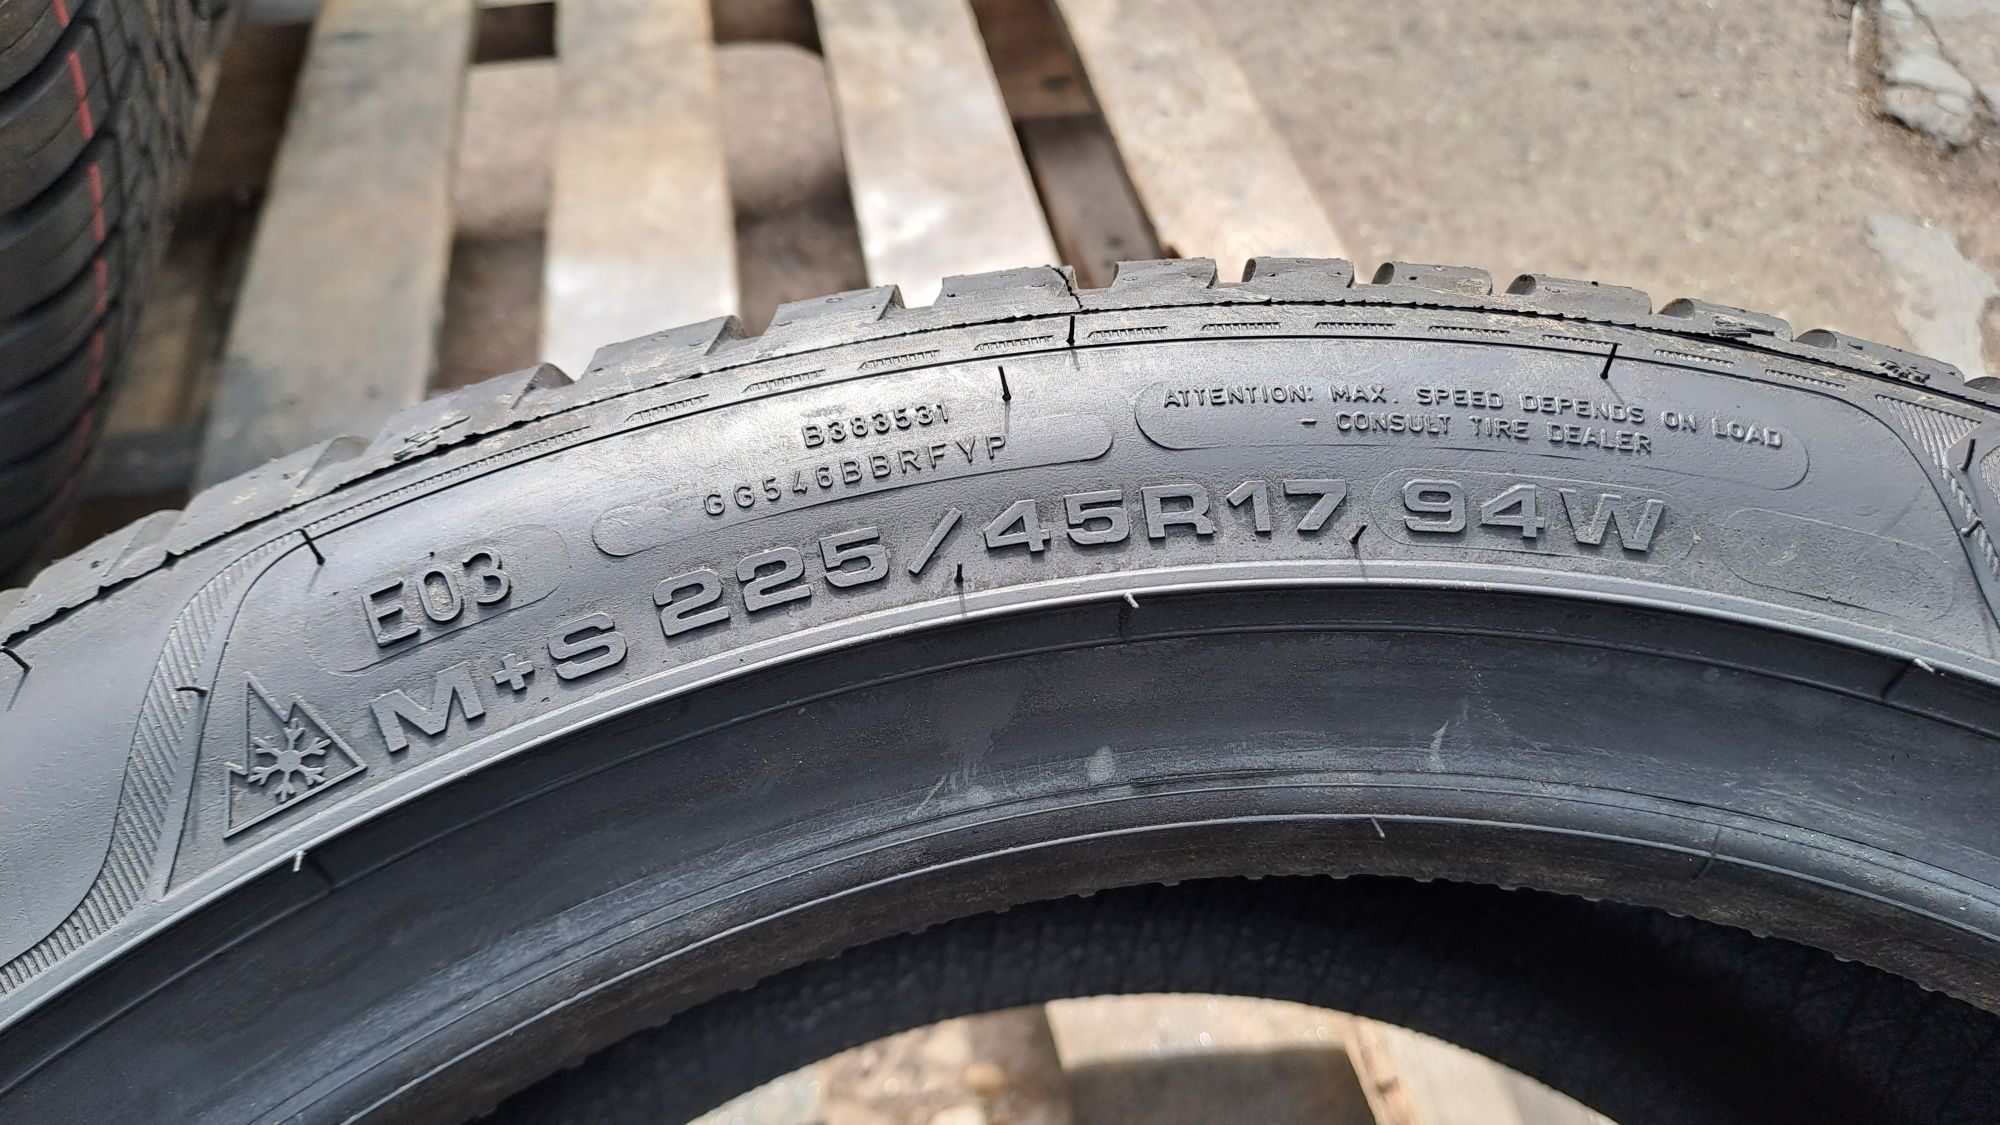 B383531
GG546BBRFYP
ATTENTION: MAX. SPEED DEPENDS ON LOAD
- CONSULT TIRE DEALER
E03
M+S 225/45R17 94W